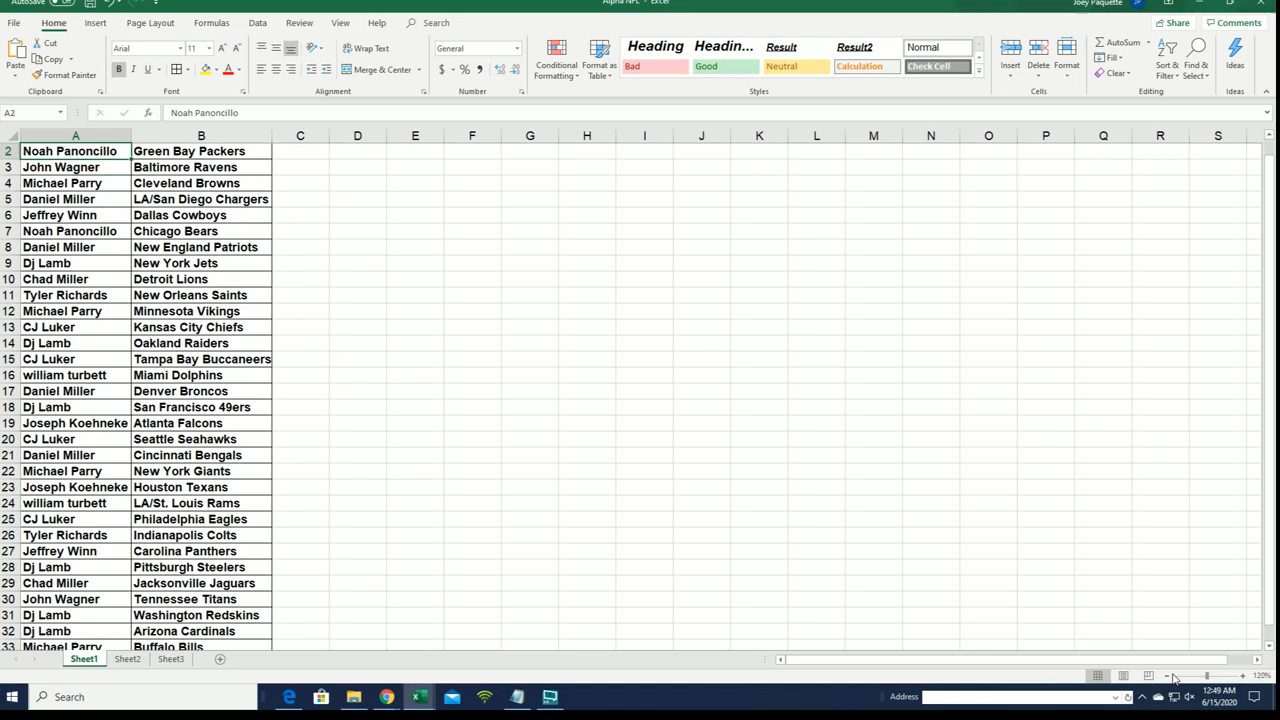 AutoSave Off Alpha NFL - Excel Joey Paquette JP
File Home Insert Page Layout Formulas Data Review View Help Search Share Comments
Paste Cut Copy Format Painter Clipboard
Arial 11 A A B I U A Font
Wrap Text Merge & Center Alignment
General $ % , Number
Conditional Formatting Format as Table
Heading Headin... Result Result2 Normal
Bad Good Neutral Calculation Check Cell
Styles
Insert Delete Format Cells
AutoSum Fill Clear Sort & Filter Find & Select Editing
Ideas Ideas
A2 fx Noah Panoncillo
A B C D E F G H I J K L M N O P Q R S
2 Noah Panoncillo Green Bay Packers
3 John Wagner Baltimore Ravens
4 Michael Parry Cleveland Browns
5 Daniel Miller LA/San Diego Chargers
6 Jeffrey Winn Dallas Cowboys
7 Noah Panoncillo Chicago Bears
8 Daniel Miller New England Patriots
9 Dj Lamb New York Jets
10 Chad Miller Detroit Lions
11 Tyler Richards New Orleans Saints
12 Michael Parry Minnesota Vikings
13 CJ Luker Kansas City Chiefs
14 Dj Lamb Oakland Raiders
15 CJ Luker Tampa Bay Buccaneers
16 william turbett Miami Dolphins
17 Daniel Miller Denver Broncos
18 Dj Lamb San Francisco 49ers
19 Joseph Koehneke Atlanta Falcons
20 CJ Luker Seattle Seahawks
21 Daniel Miller Cincinnati Bengals
22 Michael Parry New York Giants
23 Joseph Koehneke Houston Texans
24 william turbett LA/St. Louis Rams
25 CJ Luker Philadelphia Eagles
26 Tyler Richards Indianapolis Colts
27 Jeffrey Winn Carolina Panthers
28 Dj Lamb Pittsburgh Steelers
29 Chad Miller Jacksonville Jaguars
30 John Wagner Tennessee Titans
31 Dj Lamb Washington Redskins
32 Dj Lamb Arizona Cardinals
33 Michael Parry Buffalo Bills
Sheet1 Sheet2 Sheet3
120%
Search Address 12:49 AM
6/15/2020